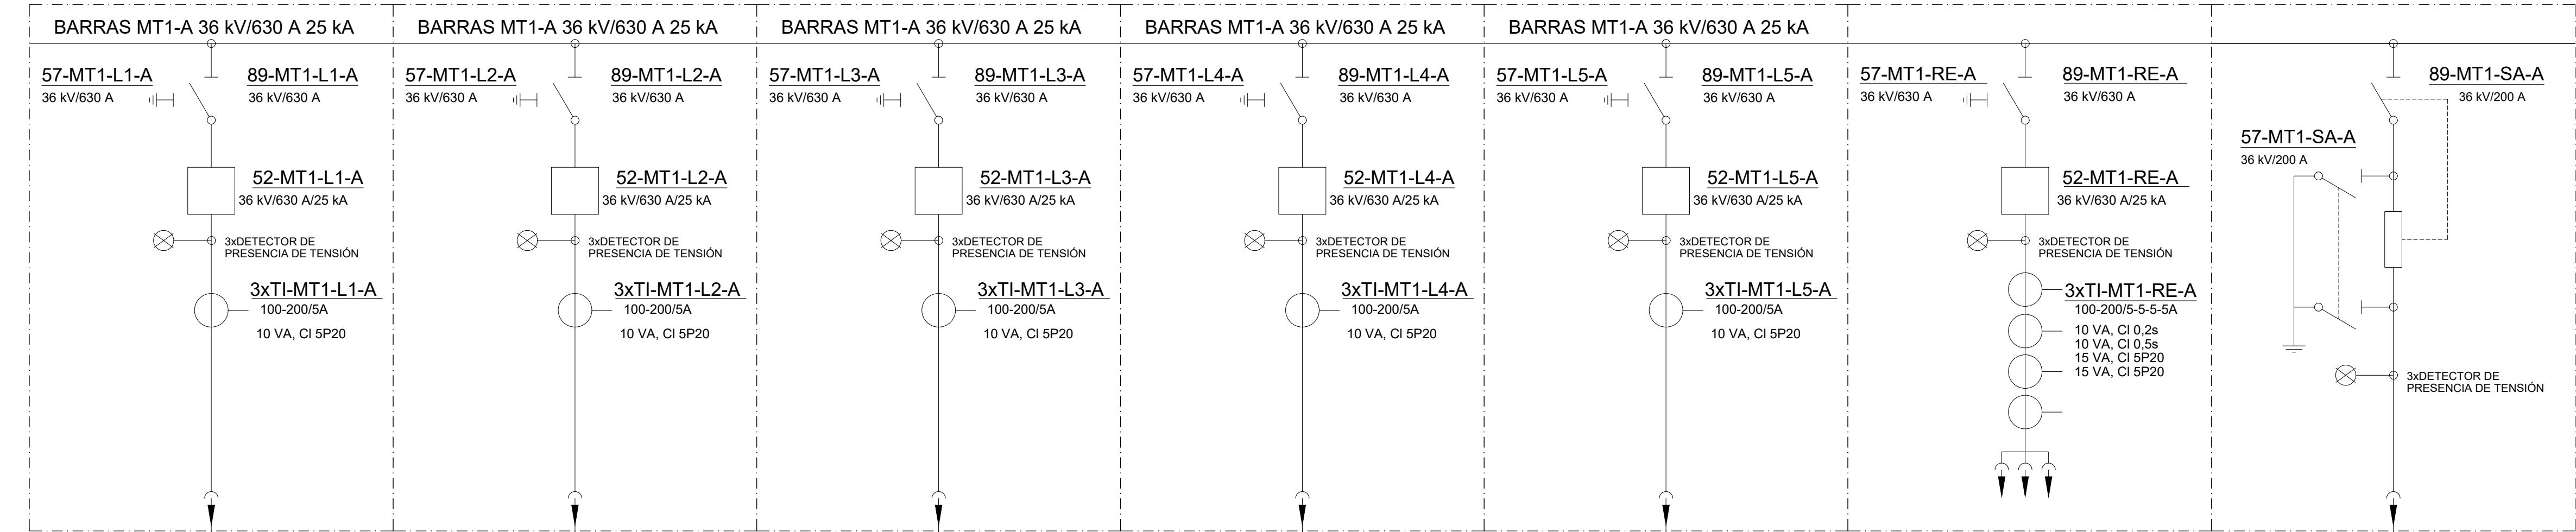 BARRAS MT1-A 36 kV/630 A 25 kA
57-MT1-L1-A
36 kV/630 A
89-MT1-L1-A
36 kV/630 A
52-MT1-L1-A
36 kV/630 A/25 kA
3xDETECTOR DE
PRESENCIA DE TENSIÓN
3xTI-MT1-L1-A
100-200/5A
10 VA, Cl 5P20
BARRAS MT1-A 36 kV/630 A 25 kA
57-MT1-L2-A
36 kV/630 A
89-MT1-L2-A
36 kV/630 A
52-MT1-L2-A
36 kV/630 A/25 kA
3xDETECTOR DE
PRESENCIA DE TENSIÓN
3xTI-MT1-L2-A
100-200/5A
10 VA, Cl 5P20
BARRAS MT1-A 36 kV/630 A 25 kA
57-MT1-L3-A
36 kV/630 A
89-MT1-L3-A
36 kV/630 A
52-MT1-L3-A
36 kV/630 A/25 kA
3xDETECTOR DE
PRESENCIA DE TENSIÓN
3xTI-MT1-L3-A
100-200/5A
10 VA, Cl 5P20
BARRAS MT1-A 36 kV/630 A 25 kA
57-MT1-L4-A
36 kV/630 A
89-MT1-L4-A
36 kV/630 A
52-MT1-L4-A
36 kV/630 A/25 kA
3xDETECTOR DE
PRESENCIA DE TENSIÓN
3xTI-MT1-L4-A
100-200/5A
10 VA, Cl 5P20
BARRAS MT1-A 36 kV/630 A 25 kA
57-MT1-L5-A
36 kV/630 A
89-MT1-L5-A
36 kV/630 A
52-MT1-L5-A
36 kV/630 A/25 kA
3xDETECTOR DE
PRESENCIA DE TENSIÓN
3xTI-MT1-L5-A
100-200/5A
10 VA, Cl 5P20
57-MT1-RE-A
36 kV/630 A
89-MT1-RE-A
36 kV/630 A
52-MT1-RE-A
36 kV/630 A/25 kA
3xDETECTOR DE
PRESENCIA DE TENSIÓN
3xTI-MT1-RE-A
100-200/5-5-5-5A
10 VA, Cl 0,2s
10 VA, Cl 0,5s
15 VA, Cl 5P20
15 VA, Cl 5P20
89-MT1-SA-A
36 kV/200 A
57-MT1-SA-A
36 kV/200 A
3xDETECTOR DE
PRESENCIA DE TENSIÓN